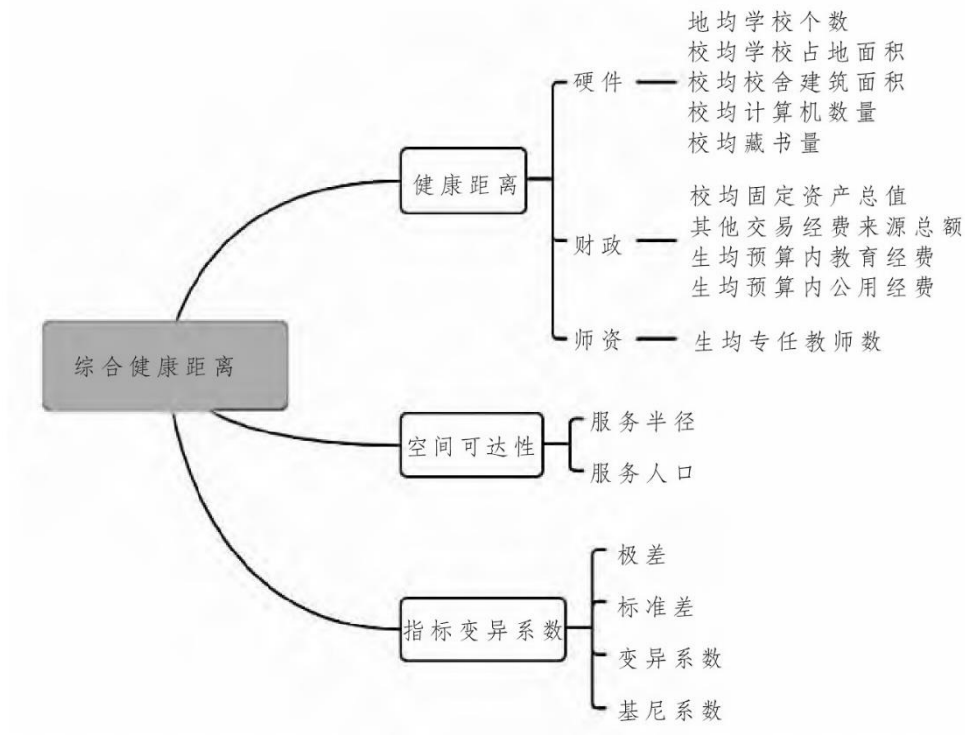 综合健康距离
健康距离
硬件
地均学校个数
校均学校占地面积
校均校舍建筑面积
校均计算机数量
校均藏书量
财政
校均固定资产总值
其他交易经费来源总额
生均预算内教育经费
生均预算内公用经费
师资
生均专任教师数
空间可达性
服务半径
服务人口
指标变异系数
极差
标准差
变异系数
基尼系数